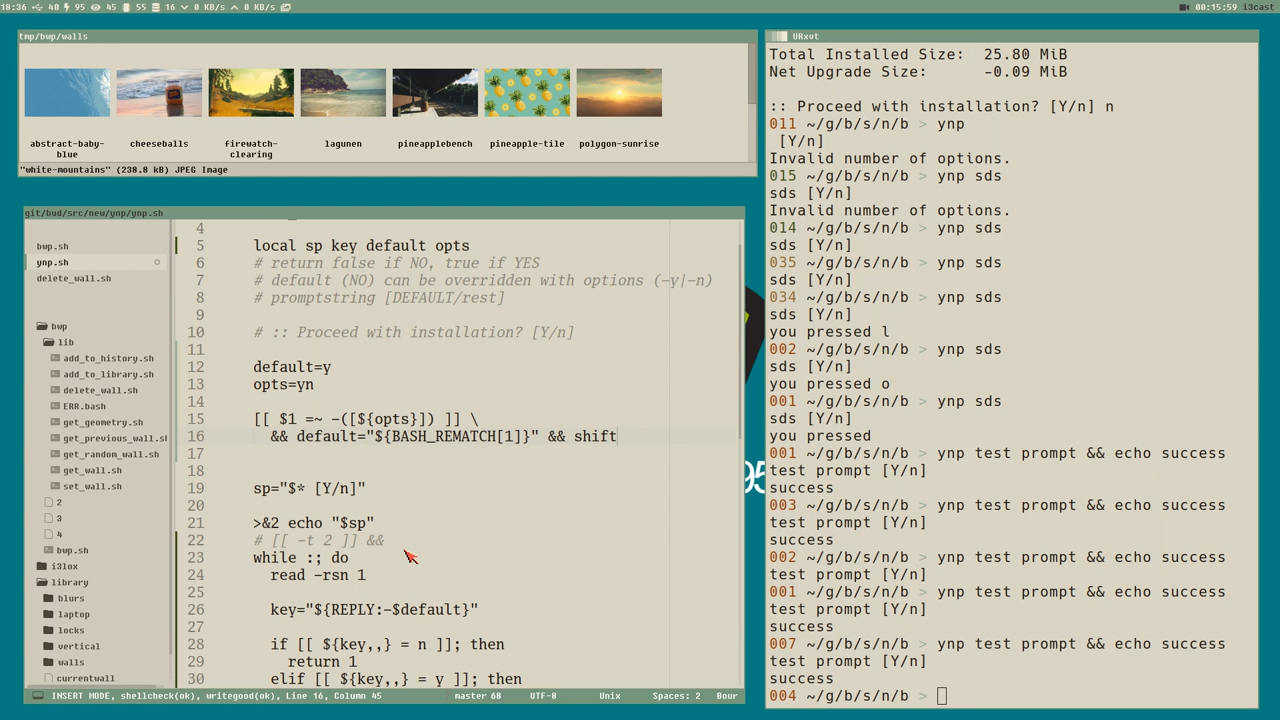 18:36 40 95 45 55 16 0 KB/s 0 KB/s
00:15:59 i3cast
tmp/bwp/walls
abstract-baby-blue
cheeseballs
firewatch-clearing
lagunen
pineapplebench
pineapple-tile
polygon-sunrise
"white-mountains" (238.8 kB) JPEG Image
git/bud/src/new/ynp/ynp.sh
bwp.sh
ynp.sh
delete_wall.sh
bwp
lib
add_to_history.sh
add_to_library.sh
delete_wall.sh
ERR.bash
get_geometry.sh
get_previous_wall.sl
get_random_wall.sh
get_wall.sh
set_wall.sh
2
3
4
bwp.sh
i3lox
library
blurs
laptop
locks
vertical
walls
currentwall
4
5 local sp key default opts
6 # return false if NO, true if YES
7 # default (NO) can be overridden with options (-y|-n)
8 # promptstring [DEFAULT/rest]
9
10 # :: Proceed with installation? [Y/n]
11
12 default=y
13 opts=yn
14
15 [[ $1 =~ -([${opts}]) ]] \
16 && default="${BASH_REMATCH[1]}" && shift
17
18
19 sp="$* [Y/n]"
20
21 >&2 echo "$sp"
22 # [[ -t 2 ]] &&
23 while :; do
24 read -rsn 1
25
26 key="${REPLY:-$default}"
27
28 if [[ ${key,,} = n ]]; then
29 return 1
30 elif [[ ${key,,} = y ]]; then
INSERT MODE, shellcheck(ok), writegood(ok), Line 16, Column 45 master 68 UTF-8 Unix Spaces: 2 Bour
95
URxvt
Total Installed Size: 25.80 MiB
Net Upgrade Size: -0.09 MiB
:: Proceed with installation? [Y/n] n
011 ~/g/b/s/n/b > ynp
[Y/n]
Invalid number of options.
015 ~/g/b/s/n/b > ynp sds
sds [Y/n]
Invalid number of options.
014 ~/g/b/s/n/b > ynp sds
sds [Y/n]
035 ~/g/b/s/n/b > ynp sds
sds [Y/n]
034 ~/g/b/s/n/b > ynp sds
sds [Y/n]
you pressed l
002 ~/g/b/s/n/b > ynp sds
sds [Y/n]
you pressed o
001 ~/g/b/s/n/b > ynp sds
sds [Y/n]
you pressed
001 ~/g/b/s/n/b > ynp test prompt && echo success
test prompt [Y/n]
success
003 ~/g/b/s/n/b > ynp test prompt && echo success
test prompt [Y/n]
success
002 ~/g/b/s/n/b > ynp test prompt && echo success
test prompt [Y/n]
001 ~/g/b/s/n/b > ynp test prompt && echo success
test prompt [Y/n]
success
007 ~/g/b/s/n/b > ynp test prompt && echo success
test prompt [Y/n]
success
004 ~/g/b/s/n/b >